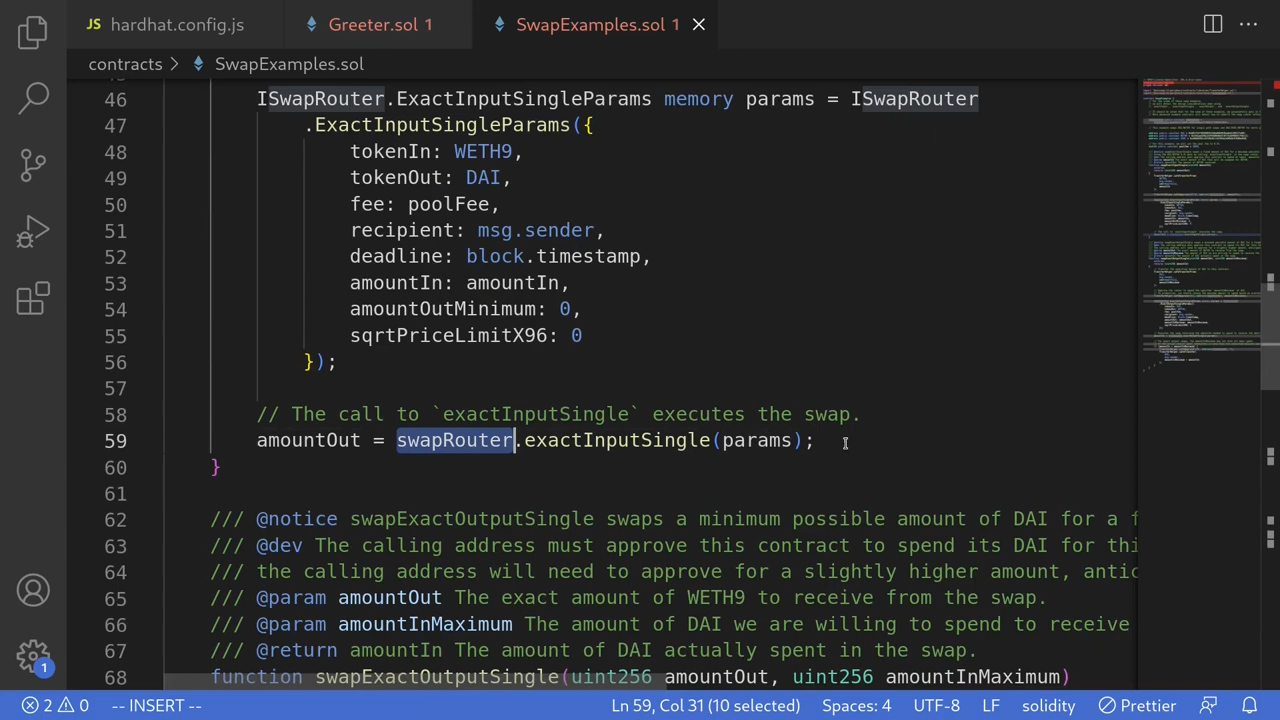 JS hardhat.config.js
Greeter.sol 1
SwapExamples.sol 1
contracts > SwapExamples.sol
46 ISwapRouter.ExactInputSingleParams memory params = ISwapRouter
47 .ExactInputSingleParams({
48 tokenIn: WETH9,
49 tokenOut: DAI,
50 fee: poolFee,
51 recipient: msg.sender,
52 deadline: block.timestamp,
53 amountIn: amountIn,
54 amountOutMinimum: 0,
55 sqrtPriceLimitX96: 0
56 });
57
58 // The call to `exactInputSingle` executes the swap.
59 amountOut = swapRouter.exactInputSingle(params);
60 }
61
62 /// @notice swapExactOutputSingle swaps a minimum possible amount of DAI for a f
63 /// @dev The calling address must approve this contract to spend its DAI for thi
64 /// the calling address will need to approve for a slightly higher amount, antic
65 /// @param amountOut The exact amount of WETH9 to receive from the swap.
66 /// @param amountInMaximum The amount of DAI we are willing to spend to receive
67 /// @return amountIn The amount of DAI actually spent in the swap.
68 function swapExactOutputSingle(uint256 amountOut, uint256 amountInMaximum)
1
2 0 -- INSERT -- Ln 59, Col 31 (10 selected) Spaces: 4 UTF-8 LF solidity Prettier